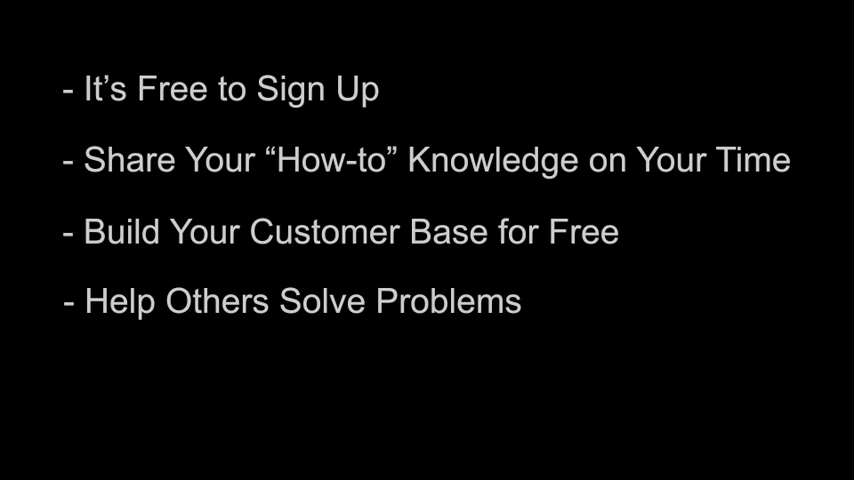 - It’s Free to Sign Up
- Share Your “How-to” Knowledge on Your Time
- Build Your Customer Base for Free
- Help Others Solve Problems